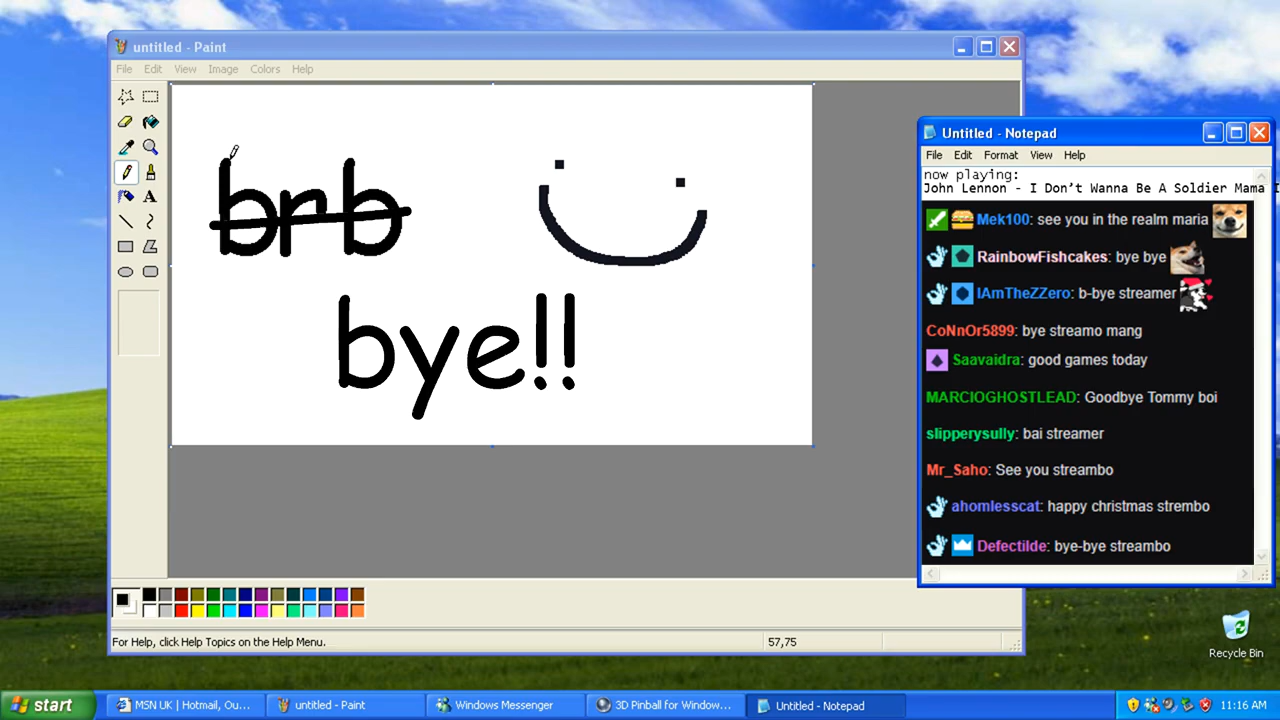 untitled - Paint
File Edit View Image Colors Help
brb
bye!!
For Help, click Help Topics on the Help Menu.
57,75
Untitled - Notepad
File Edit Format View Help
now playing:
John Lennon - I Don't Wanna Be A Soldier Mama I
Mek100: see you in the realm maria
RainbowFishcakes: bye bye
IAmTheZZero: b-bye streamer
CoNnOr5899: bye streamo mang
Saavaidra: good games today
MARCIOGHOSTLEAD: Goodbye Tommy boi
slipperysully: bai streamer
Mr_Saho: See you streambo
ahomlesscat: happy christmas strembo
Defectilde: bye-bye streambo
Recycle Bin
start
MSN UK | Hotmail, Ou...
untitled - Paint
Windows Messenger
3D Pinball for Window...
Untitled - Notepad
11:16 AM